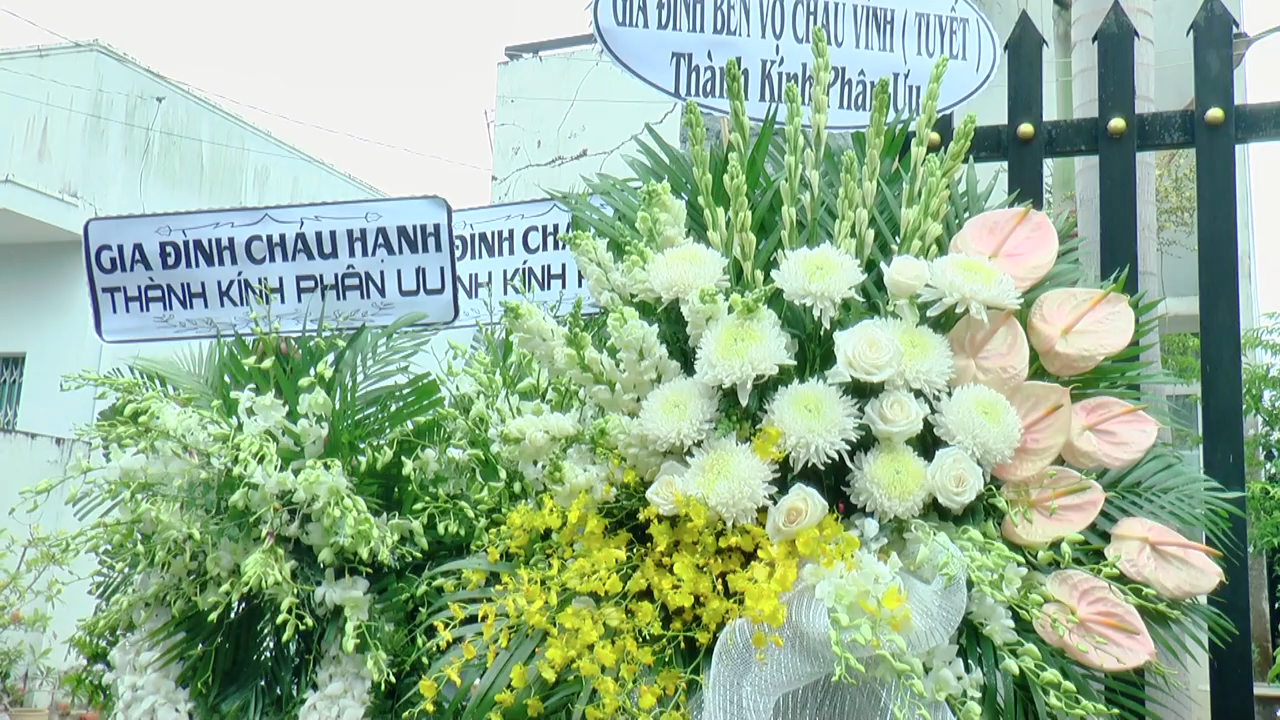 GIA ĐÌNH BÊN VỢ CHÁU VINH ( TUYẾT )
Thành Kính Phân Ưu
GIA ĐÌNH CHÁU HẠNH
THÀNH KÍNH PHÂN ƯU
ĐÌNH CHÁ
NH KÍNH